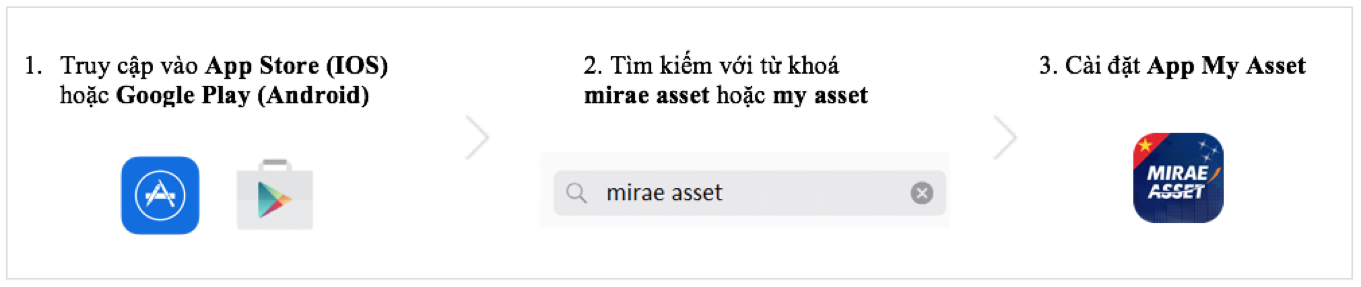 1. Truy cập vào App Store (IOS)
hoặc Google Play (Android)
2. Tìm kiếm với từ khoá
mirae asset hoặc my asset
mirae asset
3. Cài đặt App My Asset
MIRAE
ASSET